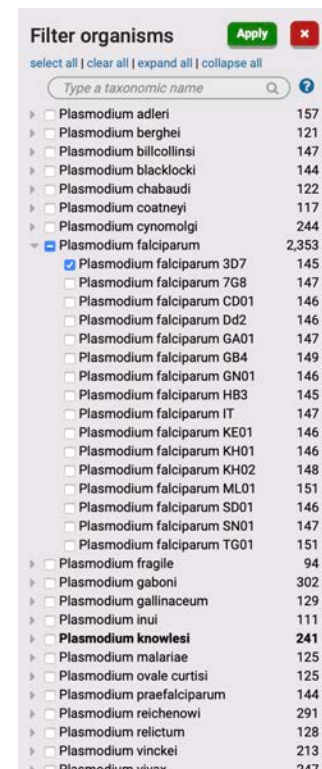 Filter organisms Apply ×
select all | clear all | expand all | collapse all
Type a taxonomic name ?
Plasmodium adleri 157
Plasmodium berghei 121
Plasmodium billcollinsi 147
Plasmodium blacklocki 144
Plasmodium chabaudi 122
Plasmodium coatneyi 117
Plasmodium cynomolgi 244
Plasmodium falciparum 2,353
Plasmodium falciparum 3D7 145
Plasmodium falciparum 7G8 147
Plasmodium falciparum CD01 146
Plasmodium falciparum Dd2 146
Plasmodium falciparum GA01 147
Plasmodium falciparum GB4 149
Plasmodium falciparum GN01 146
Plasmodium falciparum HB3 145
Plasmodium falciparum IT 147
Plasmodium falciparum KE01 146
Plasmodium falciparum KH01 146
Plasmodium falciparum KH02 148
Plasmodium falciparum ML01 151
Plasmodium falciparum SD01 146
Plasmodium falciparum SN01 147
Plasmodium falciparum TG01 151
Plasmodium fragile 94
Plasmodium gaboni 302
Plasmodium gallinaceum 129
Plasmodium inui 111
Plasmodium knowlesi 241
Plasmodium malariae 125
Plasmodium ovale curtisi 125
Plasmodium praefalciparum 144
Plasmodium reichenowi 291
Plasmodium relictum 128
Plasmodium vinckei 213
Plasmodium vivax 247